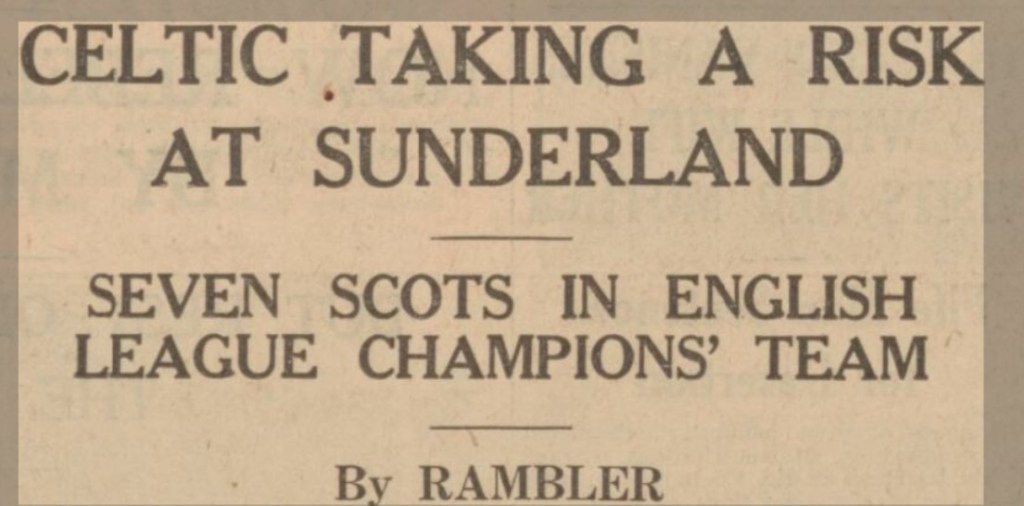 CELTIC TAKING A RISK
AT SUNDERLAND
SEVEN SCOTS IN ENGLISH
LEAGUE CHAMPIONS' TEAM
By RAMBLER